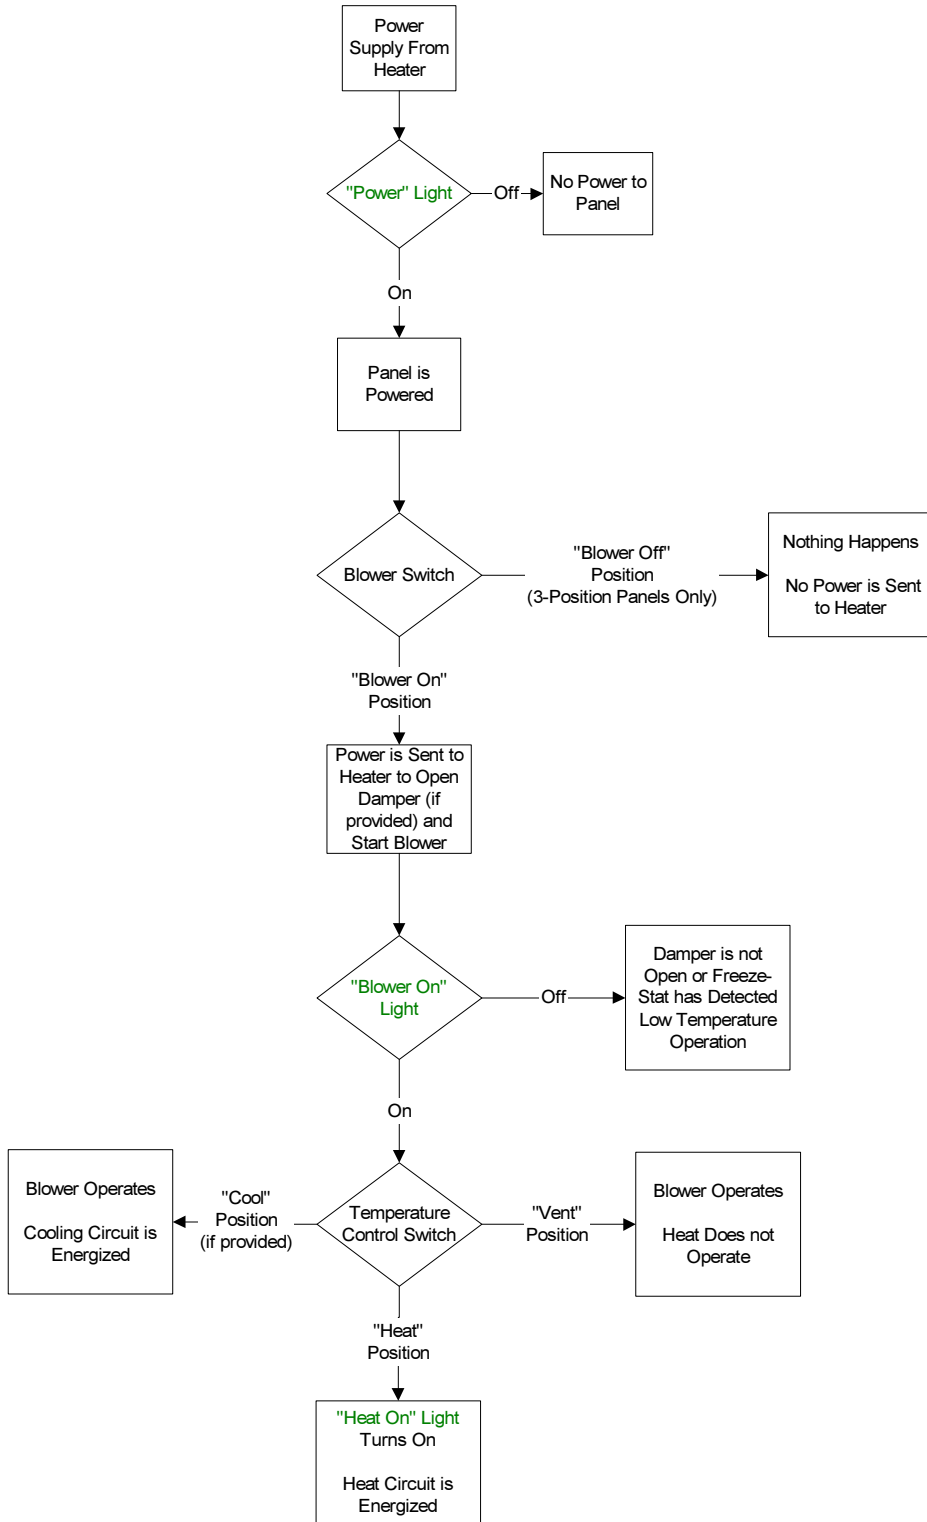 Power
Supply From
Heater
"Power" Light
Off
No Power to
Panel
On
Panel is
Powered
Blower Switch
"Blower Off"
Position
(3-Position Panels Only)
Nothing Happens
No Power is Sent
to Heater
"Blower On"
Position
Power is Sent to
Heater to Open
Damper (if
provided) and
Start Blower
"Blower On"
Light
Off
Damper is not
Open or Freeze-
Stat has Detected
Low Temperature
Operation
On
Blower Operates
Cooling Circuit is
Energized
"Cool"
Position
(if provided)
Temperature
Control Switch
"Vent"
Position
Blower Operates
Heat Does not
Operate
"Heat"
Position
"Heat On" Light
Turns On
Heat Circuit is
Energized